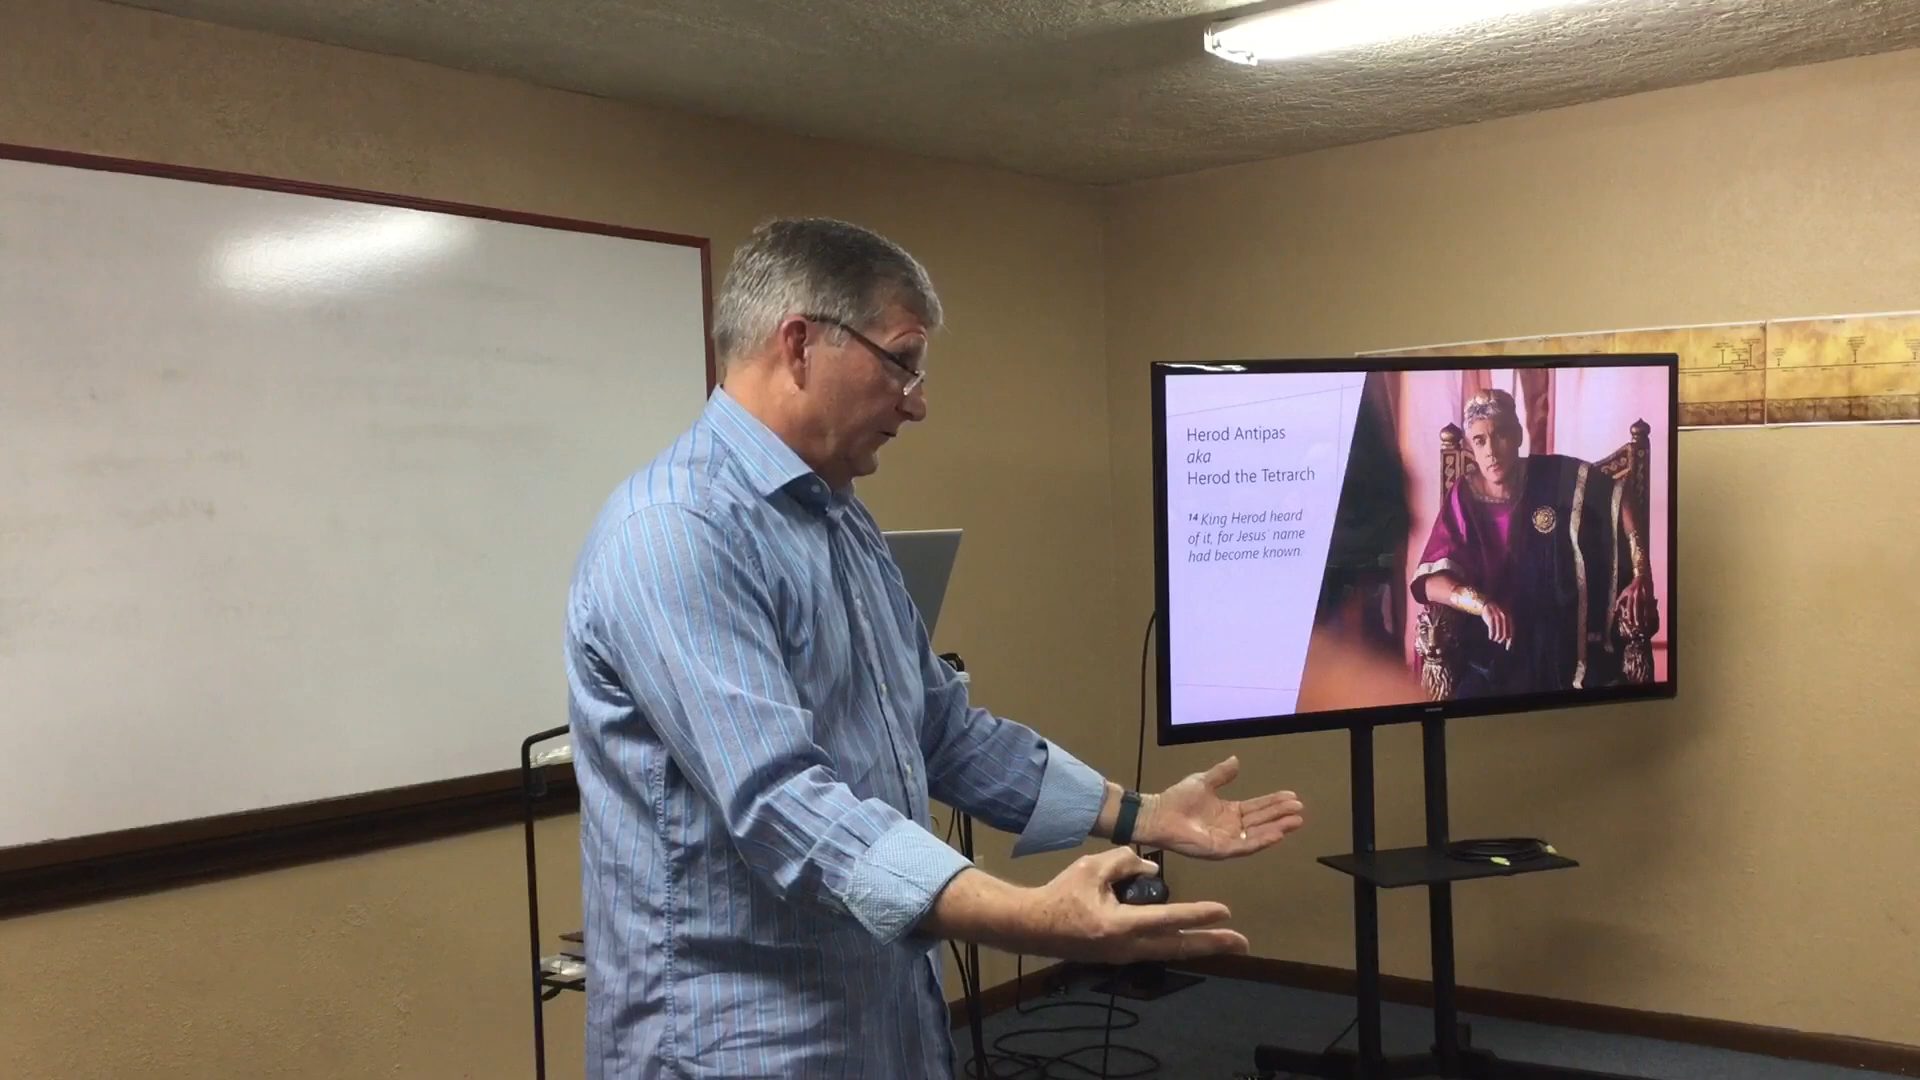 Herod Antipas
aka
Herod the Tetrarch
14 King Herod heard
of it, for Jesus' name
had become known.